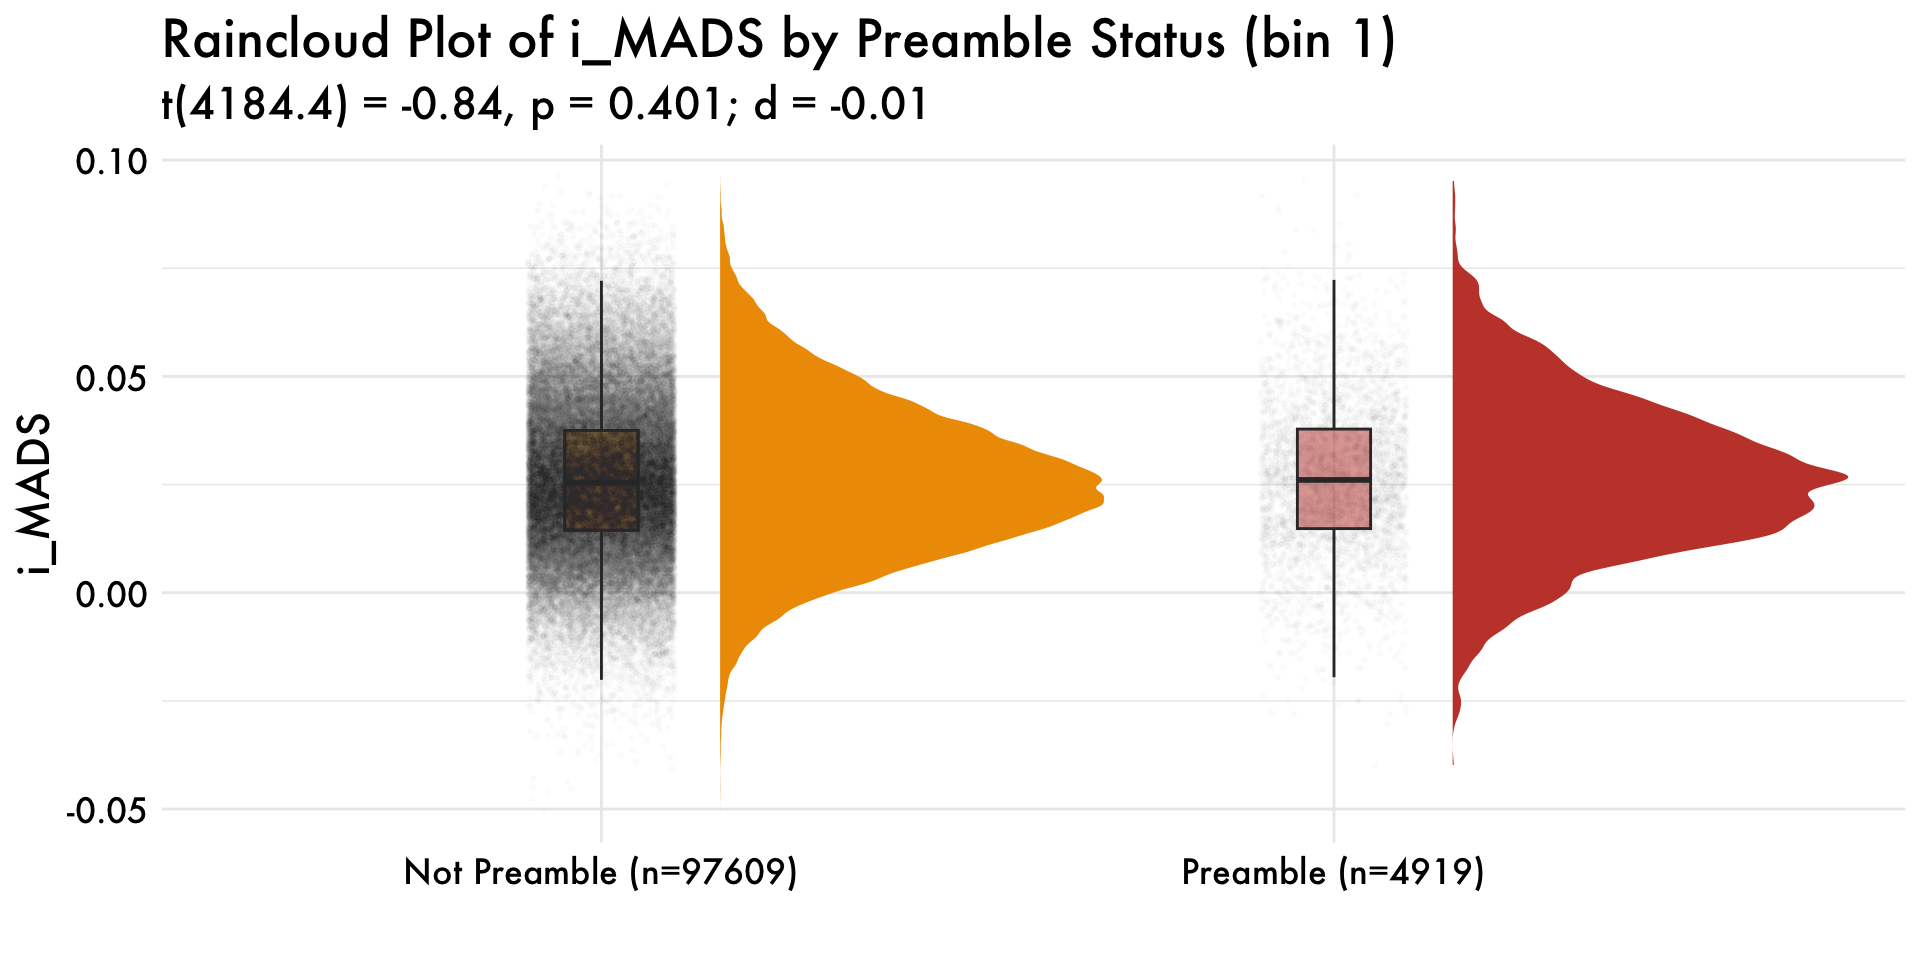 Raincloud Plot of i_MADS by Preamble Status (bin 1)
t(4184.4) = -0.84, p = 0.401; d = -0.01
0.10
0.05
0.00
-0.05
i_MADS
Not Preamble (n=97609)
Preamble (n=4919)